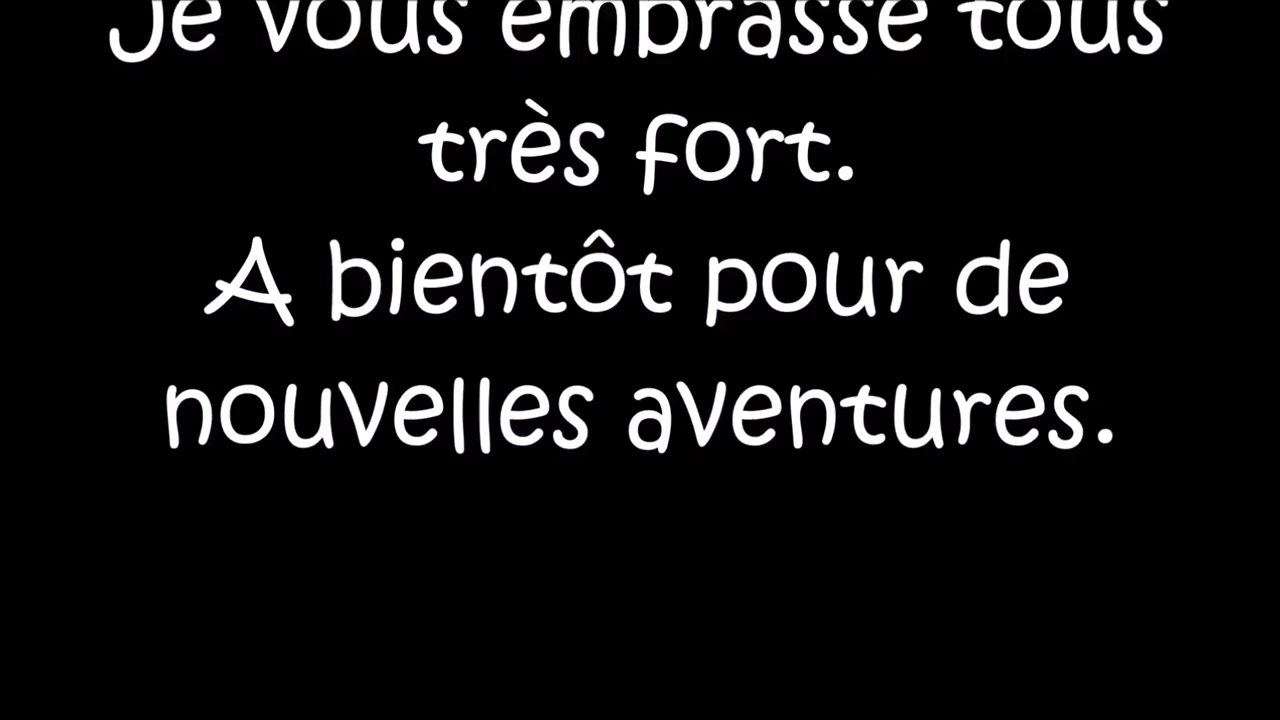 Je vous embrasse tous
très fort.
A bientôt pour de
nouvelles aventures.